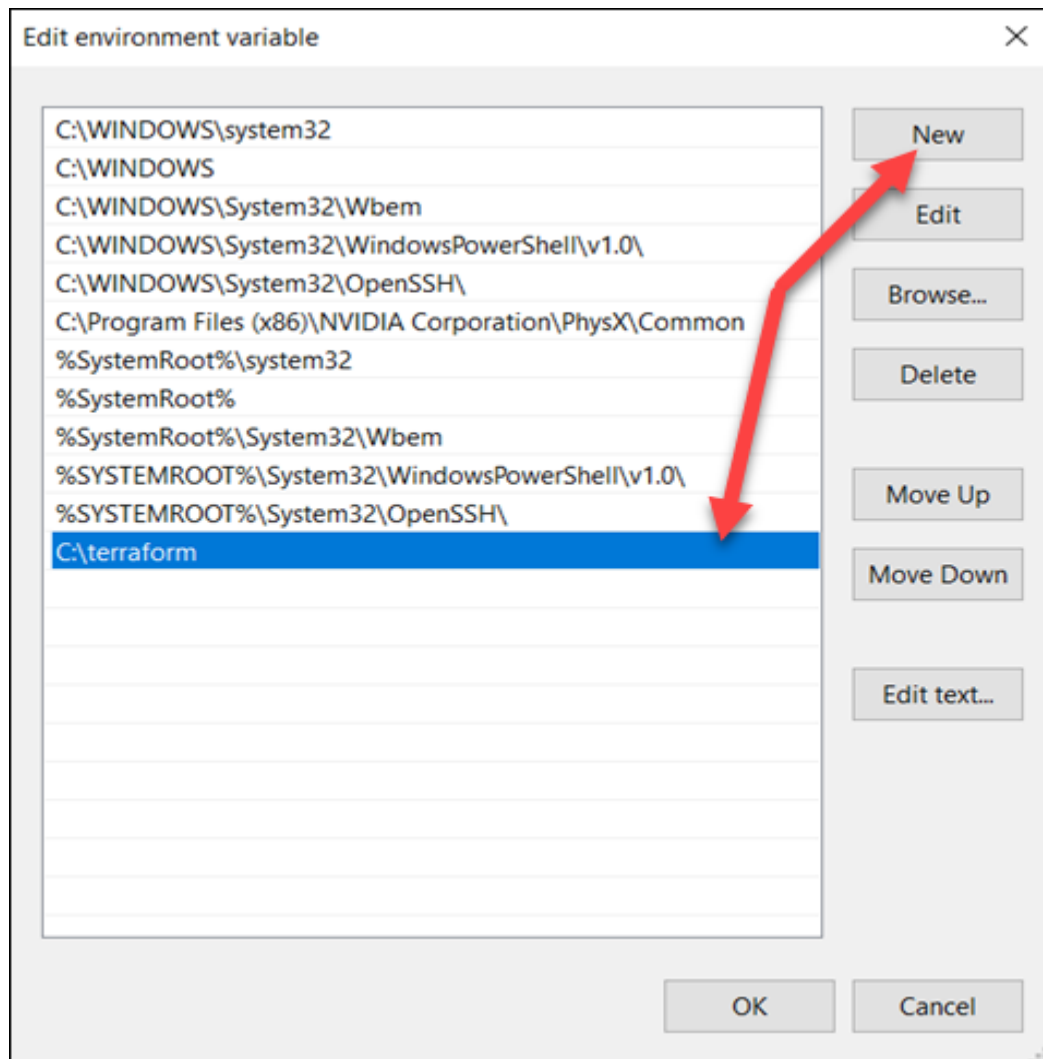 Edit environment variable
C:\WINDOWS\system32
C:\WINDOWS
C:\WINDOWS\System32\Wbem
C:\WINDOWS\System32\WindowsPowerShell\v1.0\
C:\WINDOWS\System32\OpenSSH\
C:\Program Files (x86)\NVIDIA Corporation\PhysX\Common
%SystemRoot%\system32
%SystemRoot%
%SystemRoot%\System32\Wbem
%SYSTEMROOT%\System32\WindowsPowerShell\v1.0\
%SYSTEMROOT%\System32\OpenSSH\
C:\terraform
New
Edit
Browse...
Delete
Move Up
Move Down
Edit text...
OK
Cancel